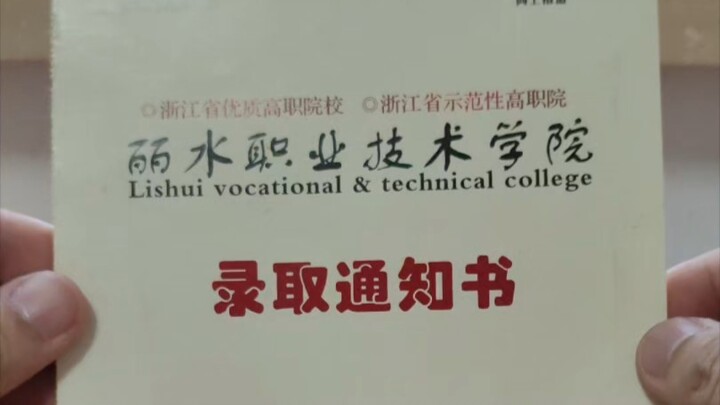 ◎浙江省优质高职院校 ◎浙江省示范性高职院
丽水职业技术学院
Lishui vocational & technical college
录取通知书